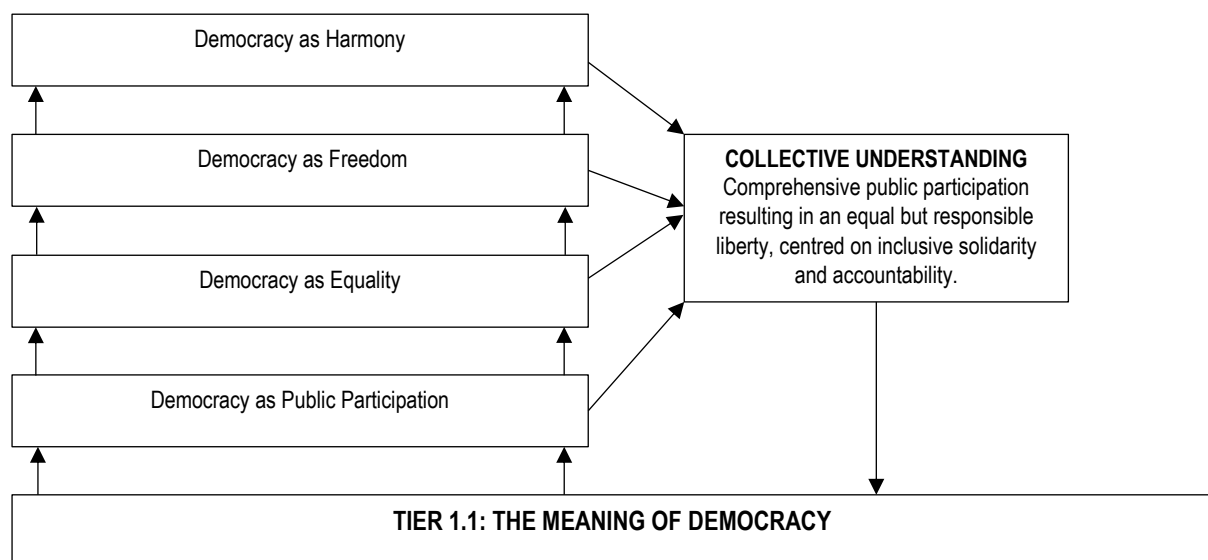 Democracy as Harmony
Democracy as Freedom
COLLECTIVE UNDERSTANDING
Comprehensive public participation
resulting in an equal but responsible
liberty, centred on inclusive solidarity
and accountability.
Democracy as Equality
Democracy as Public Participation
TIER 1.1: THE MEANING OF DEMOCRACY